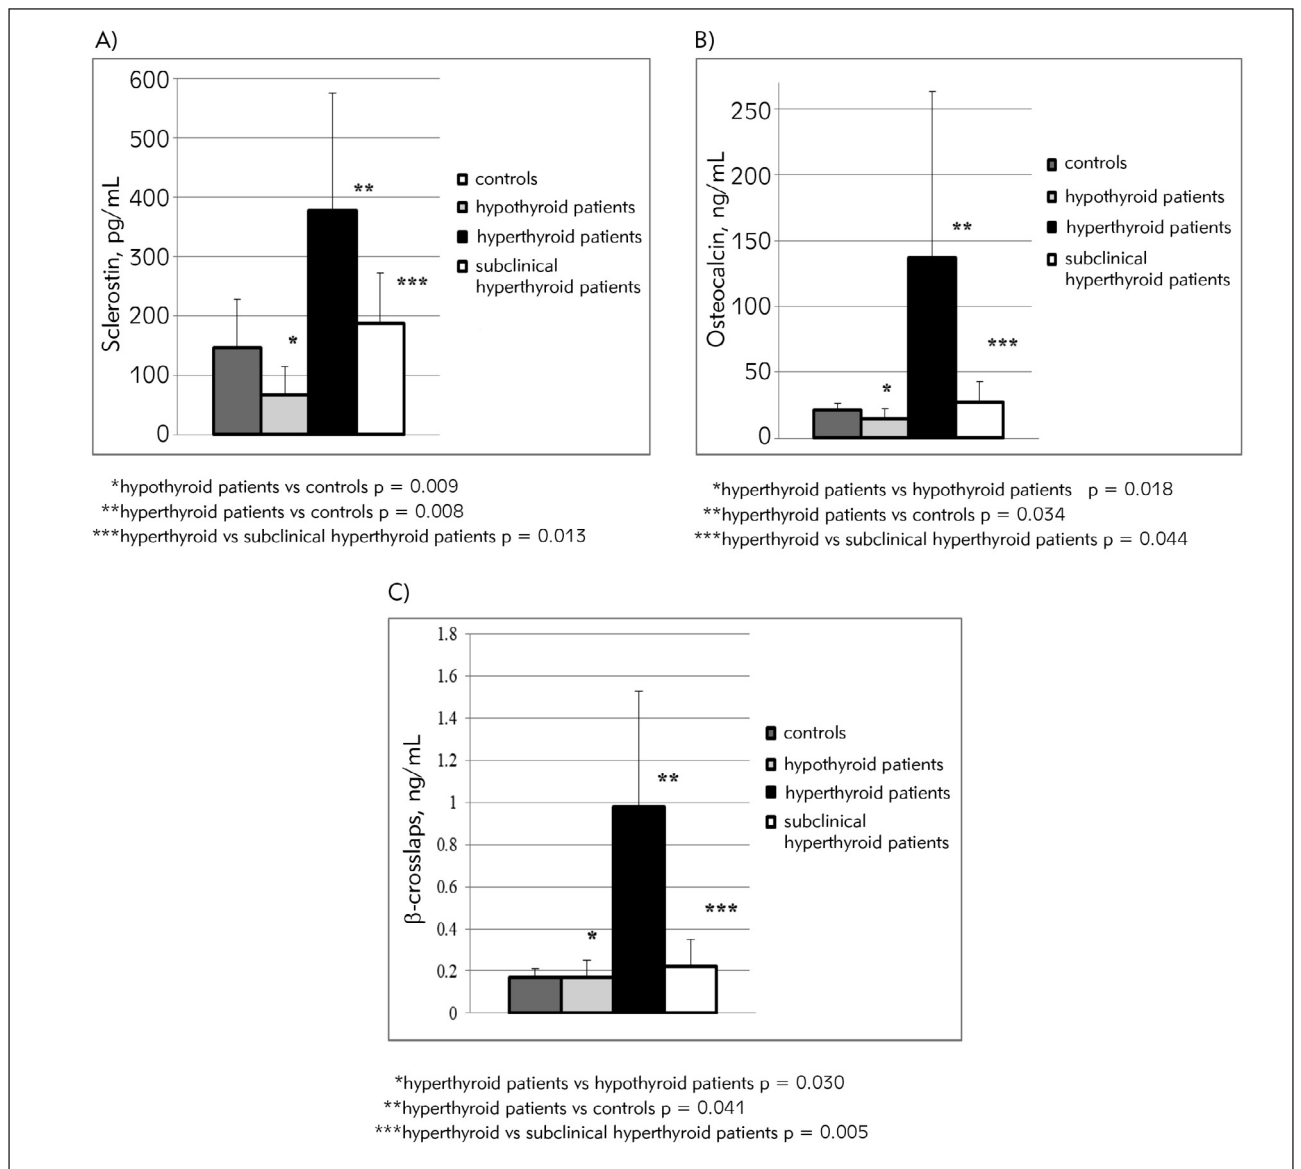 A)
600
500
400
300
200
100
0
Sclerostin, pg/mL
*
**
***
controls
hypothyroid patients
hyperthyroid patients
subclinical
hyperthyroid patients
*hypothyroid patients vs controls p = 0.009
**hyperthyroid patients vs controls p = 0.008
***hyperthyroid vs subclinical hyperthyroid patients p = 0.013
B)
250
200
150
100
50
0
Osteocalcin, ng/mL
*
**
***
controls
hypothyroid patients
hyperthyroid patients
subclinical
hyperthyroid patients
*hyperthyroid patients vs hypothyroid patients p = 0.018
**hyperthyroid patients vs controls p = 0.034
***hyperthyroid vs subclinical hyperthyroid patients p = 0.044
C)
1.8
1.6
1.4
1.2
1
0.8
0.6
0.4
0.2
0
β-crosslaps, ng/mL
*
**
***
controls
hypothyroid patients
hyperthyroid patients
subclinical
hyperthyroid patients
*hyperthyroid patients vs hypothyroid patients p = 0.030
**hyperthyroid patients vs controls p = 0.041
***hyperthyroid vs subclinical hyperthyroid patients p = 0.005